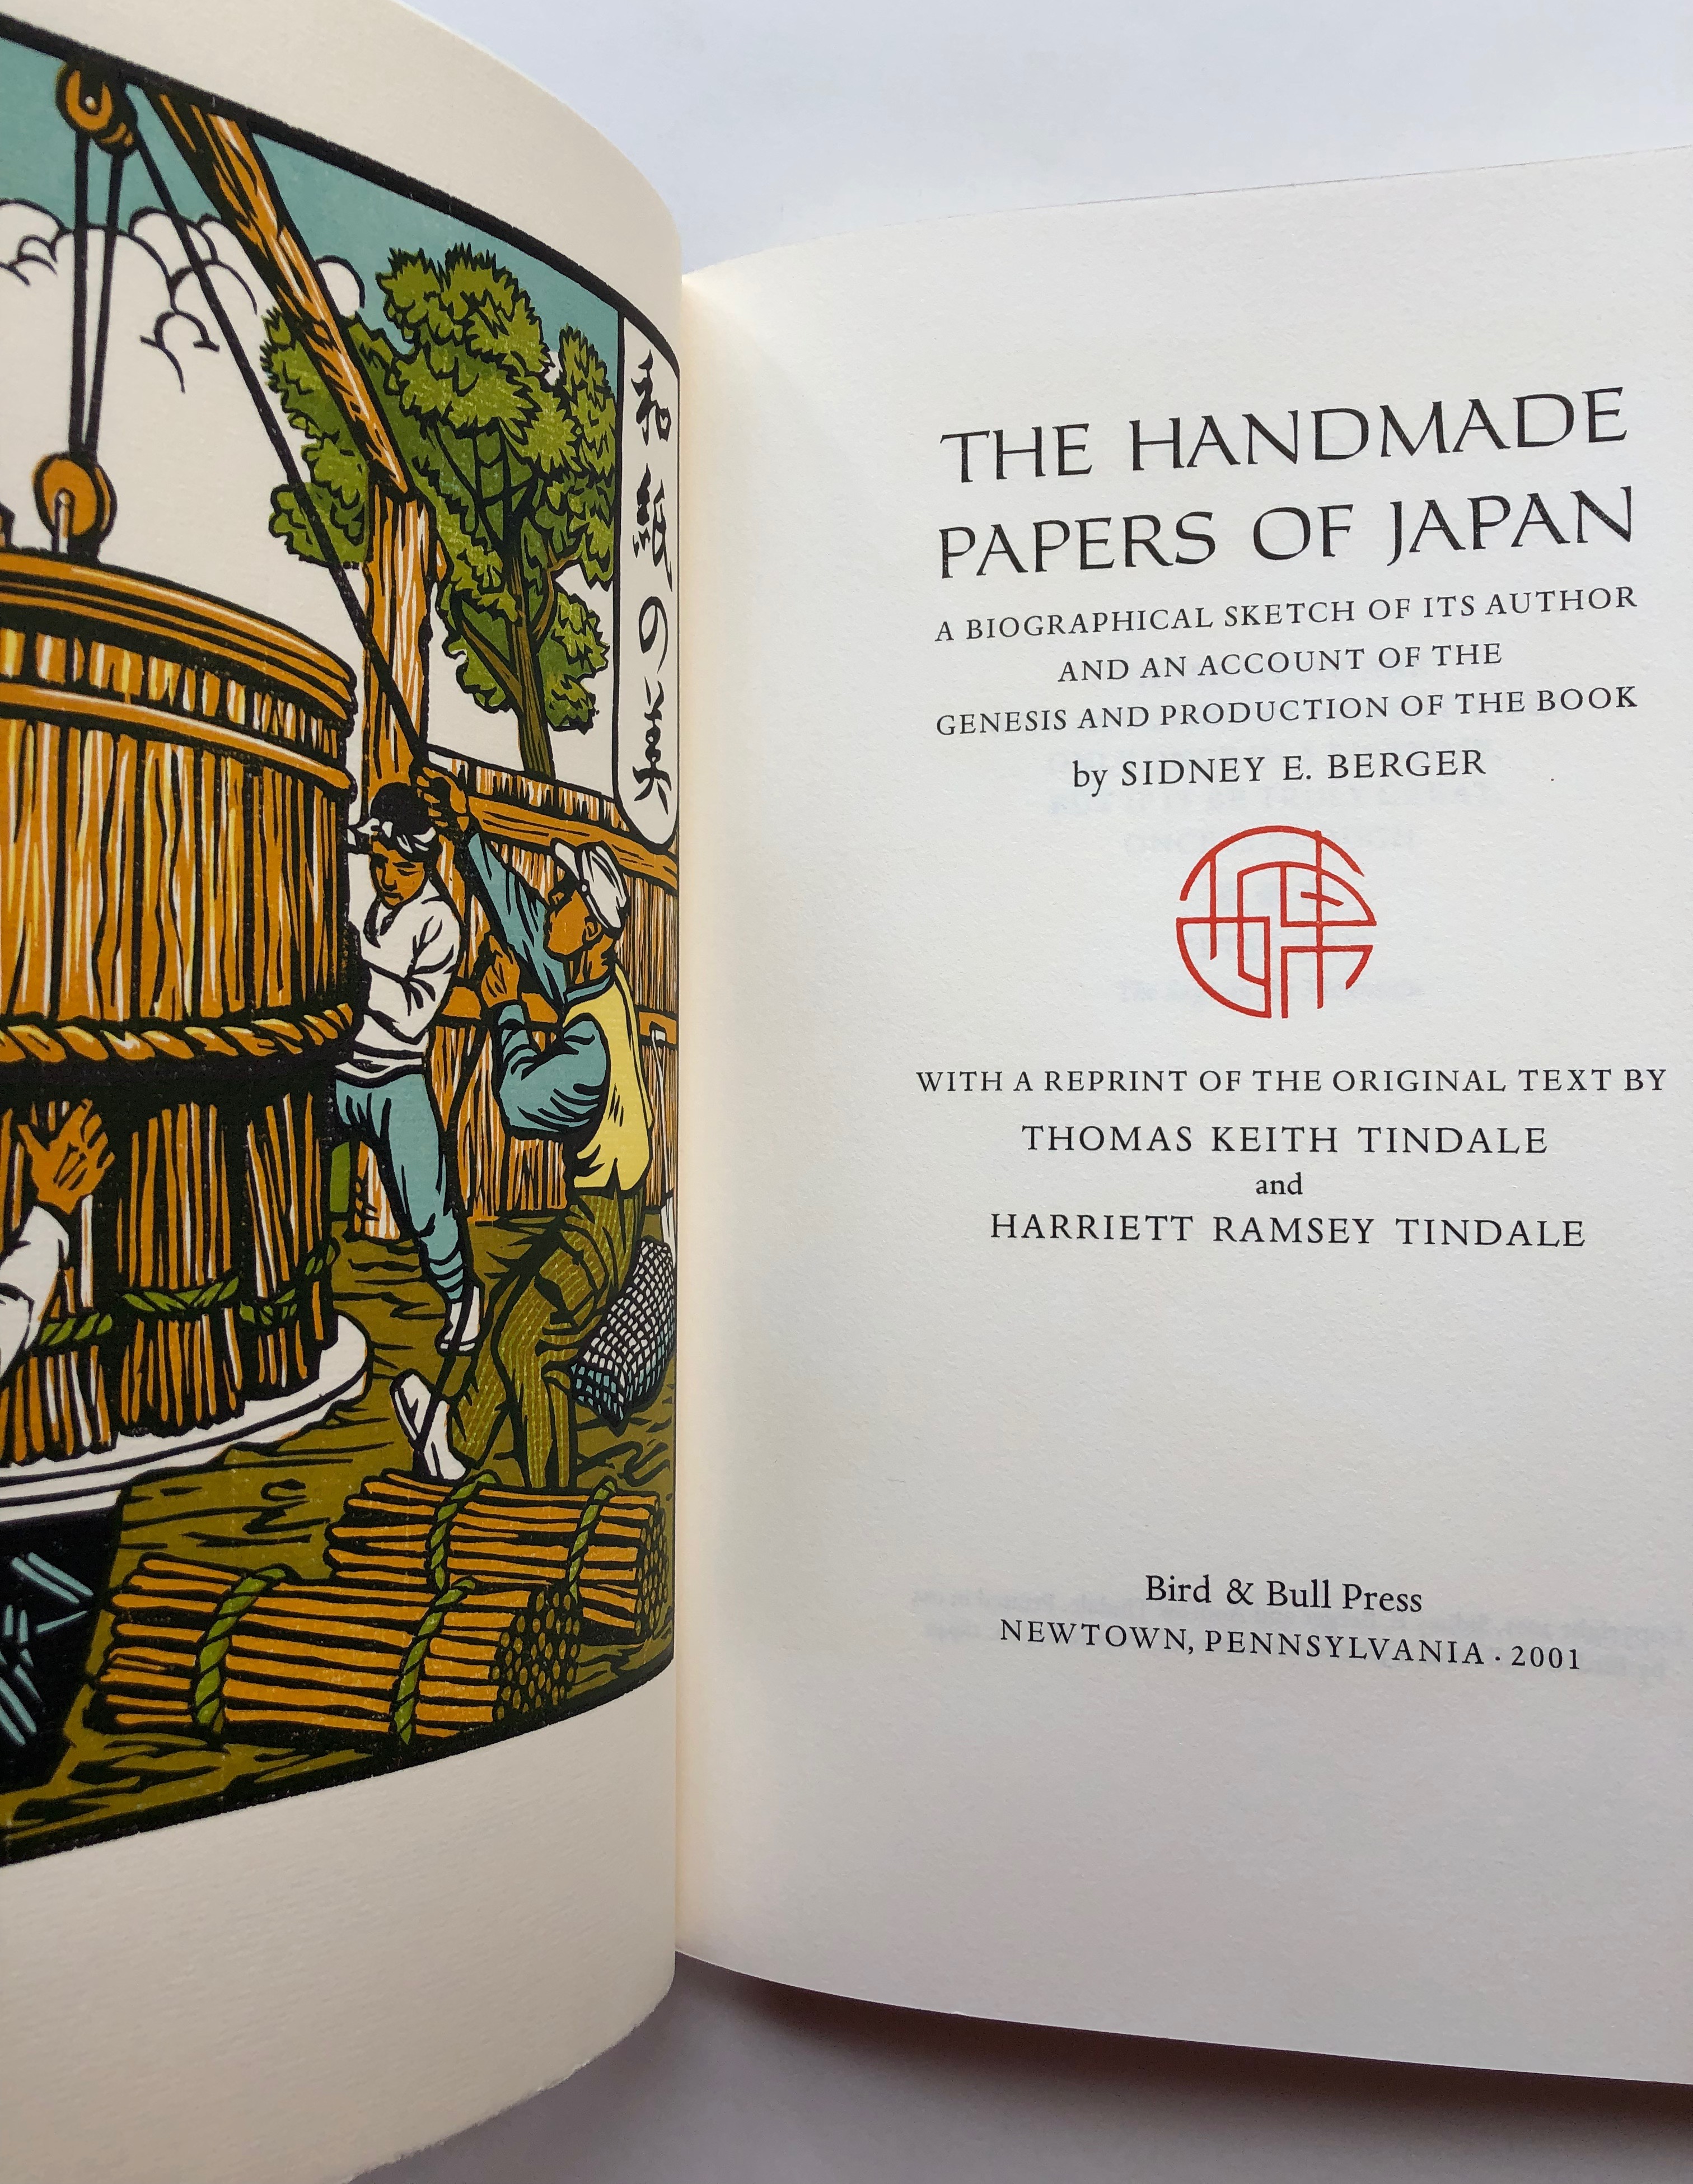 和紙の美
THE HANDMADE
PAPERS OF JAPAN
A BIOGRAPHICAL SKETCH OF ITS AUTHOR
AND AN ACCOUNT OF THE
GENESIS AND PRODUCTION OF THE BOOK
by SIDNEY E. BERGER
WITH A REPRINT OF THE ORIGINAL TEXT BY
THOMAS KEITH TINDALE
and
HARRIETT RAMSEY TINDALE
Bird & Bull Press
NEWTOWN, PENNSYLVANIA · 2001